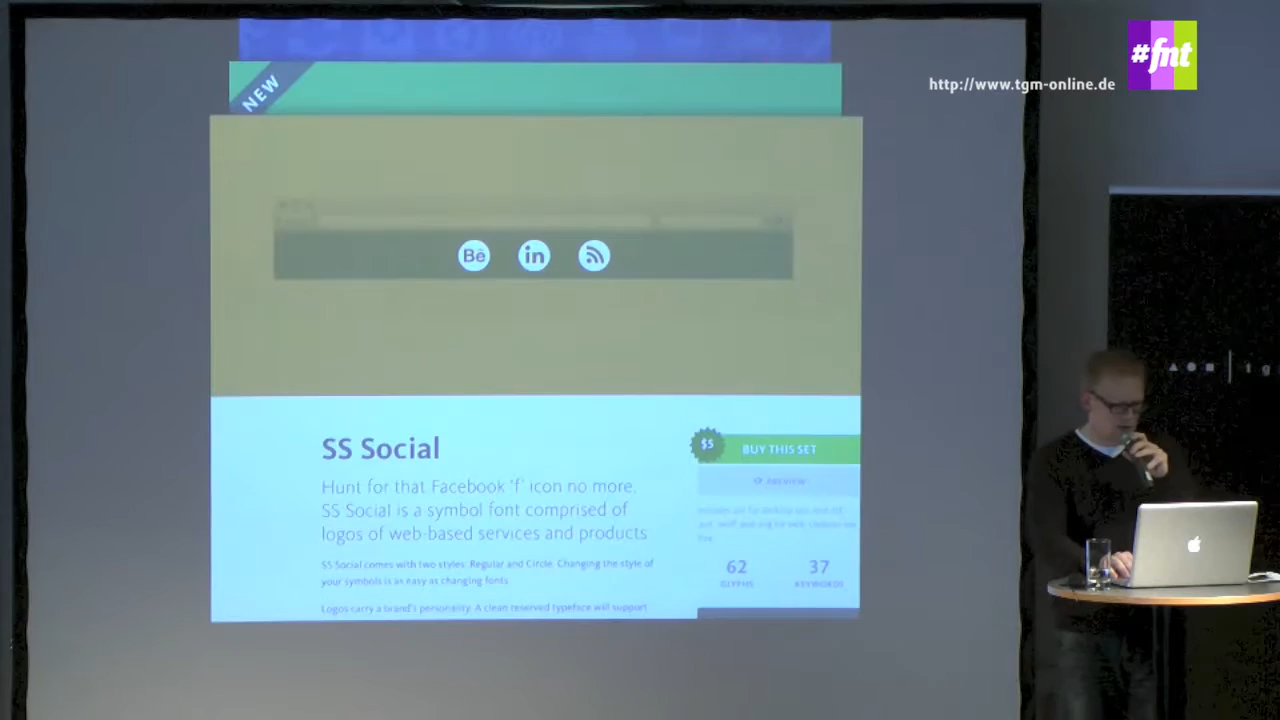 #fnt
http://www.tgm-online.de
NEW
Bē in
SS Social
Hunt for that Facebook 'f' icon no more.
SS Social is a symbol font comprised of
logos of web-based services and products
SS Social comes with two styles: Regular and Circle. Changing the style of
your symbols is as easy as changing fonts.
Logos carry a brand's personality. A clean reserved typeface will support
$5
BUY THIS SET
PREVIEW
62
GLYPHS
37
KEYWORDS